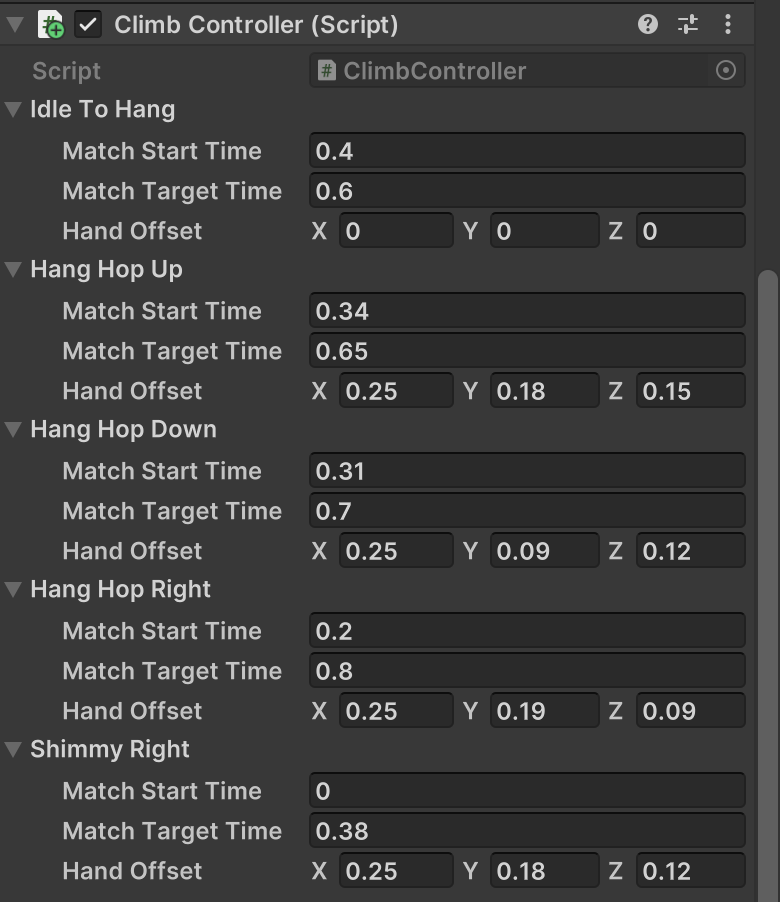 Climb Controller (Script)
Script ClimbController
Idle To Hang
Match Start Time 0.4
Match Target Time 0.6
Hand Offset X 0 Y 0 Z 0
Hang Hop Up
Match Start Time 0.34
Match Target Time 0.65
Hand Offset X 0.25 Y 0.18 Z 0.15
Hang Hop Down
Match Start Time 0.31
Match Target Time 0.7
Hand Offset X 0.25 Y 0.09 Z 0.12
Hang Hop Right
Match Start Time 0.2
Match Target Time 0.8
Hand Offset X 0.25 Y 0.19 Z 0.09
Shimmy Right
Match Start Time 0
Match Target Time 0.38
Hand Offset X 0.25 Y 0.18 Z 0.12